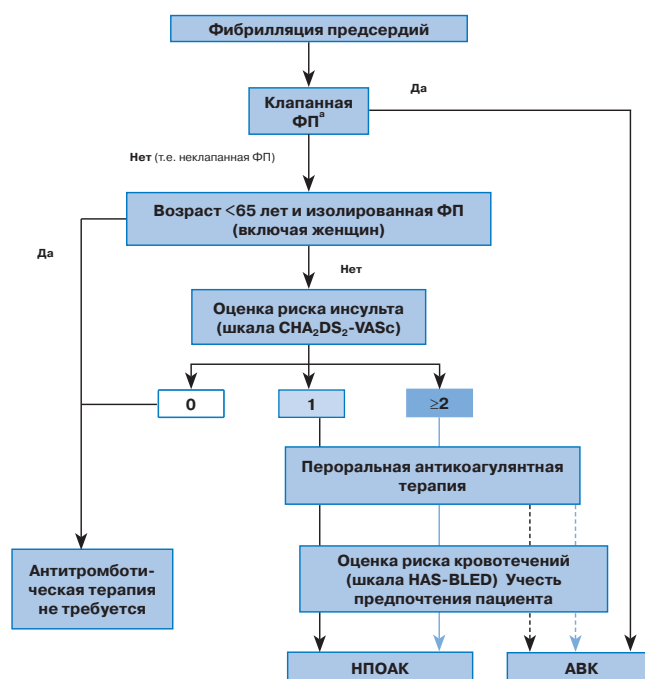 Фибрилляция предсердий
Да
Клапанная
ФПª
Нет (т.е. неклапанная ФП)
Возраст <65 лет и изолированная ФП
(включая женщин)
Да
Нет
Оценка риска инсульта
(шкала CHA₂DS₂-VASc)
0
1
≥2
Пероральная антикоагулянтная
терапия
Антитромботи-
ческая терапия
не требуется
Оценка риска кровотечений
(шкала HAS-BLED) Учесть
предпочтения пациента
НПОАК
АВК